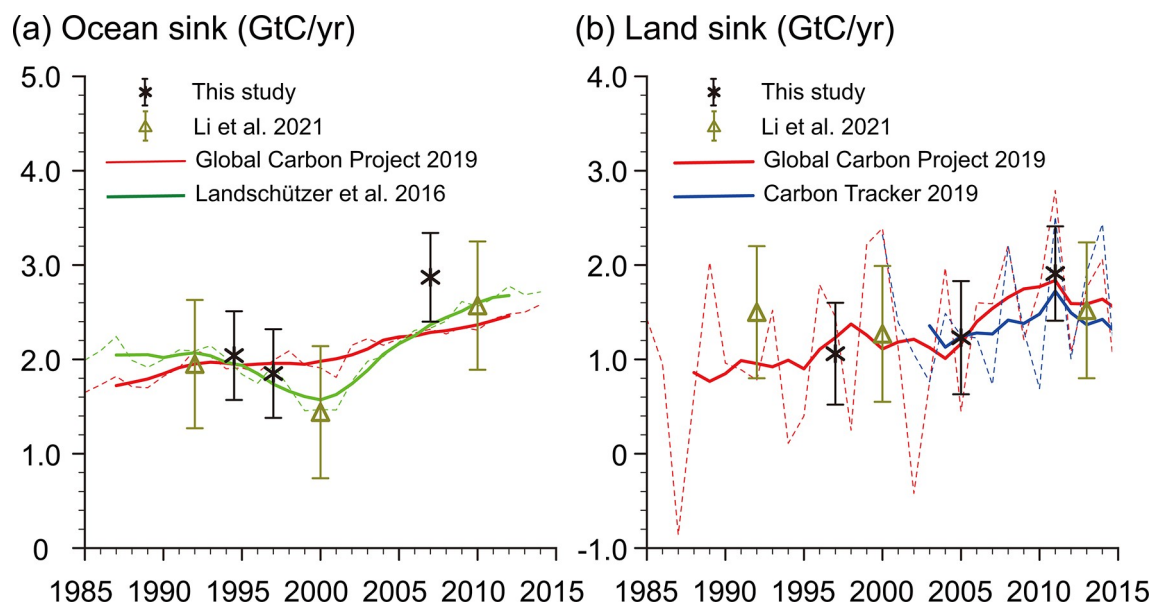 (a) Ocean sink (GtC/yr)
5.0
4.0
3.0
2.0
1.0
0
This study
Li et al. 2021
Global Carbon Project 2019
Landschützer et al. 2016
1985 1990 1995 2000 2005 2010 2015
(b) Land sink (GtC/yr)
4.0
3.0
2.0
1.0
0
-1.0
This study
Li et al. 2021
Global Carbon Project 2019
Carbon Tracker 2019
1985 1990 1995 2000 2005 2010 2015